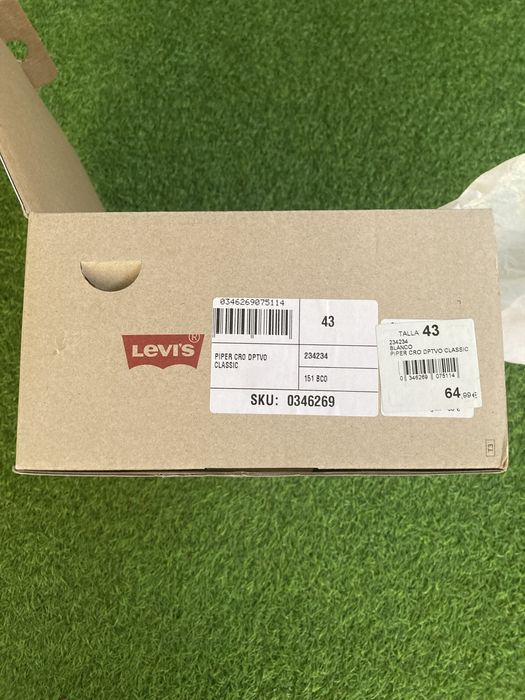 LEVI'S®
0346269075114
43
PIPER CRO DPTVO
CLASSIC
234234
151 BCO
SKU: 0346269
TALLA 43
234234
BLANCO
PIPER CRO DPTVO CLASSIC
0 346269 075114
64,99€
T3